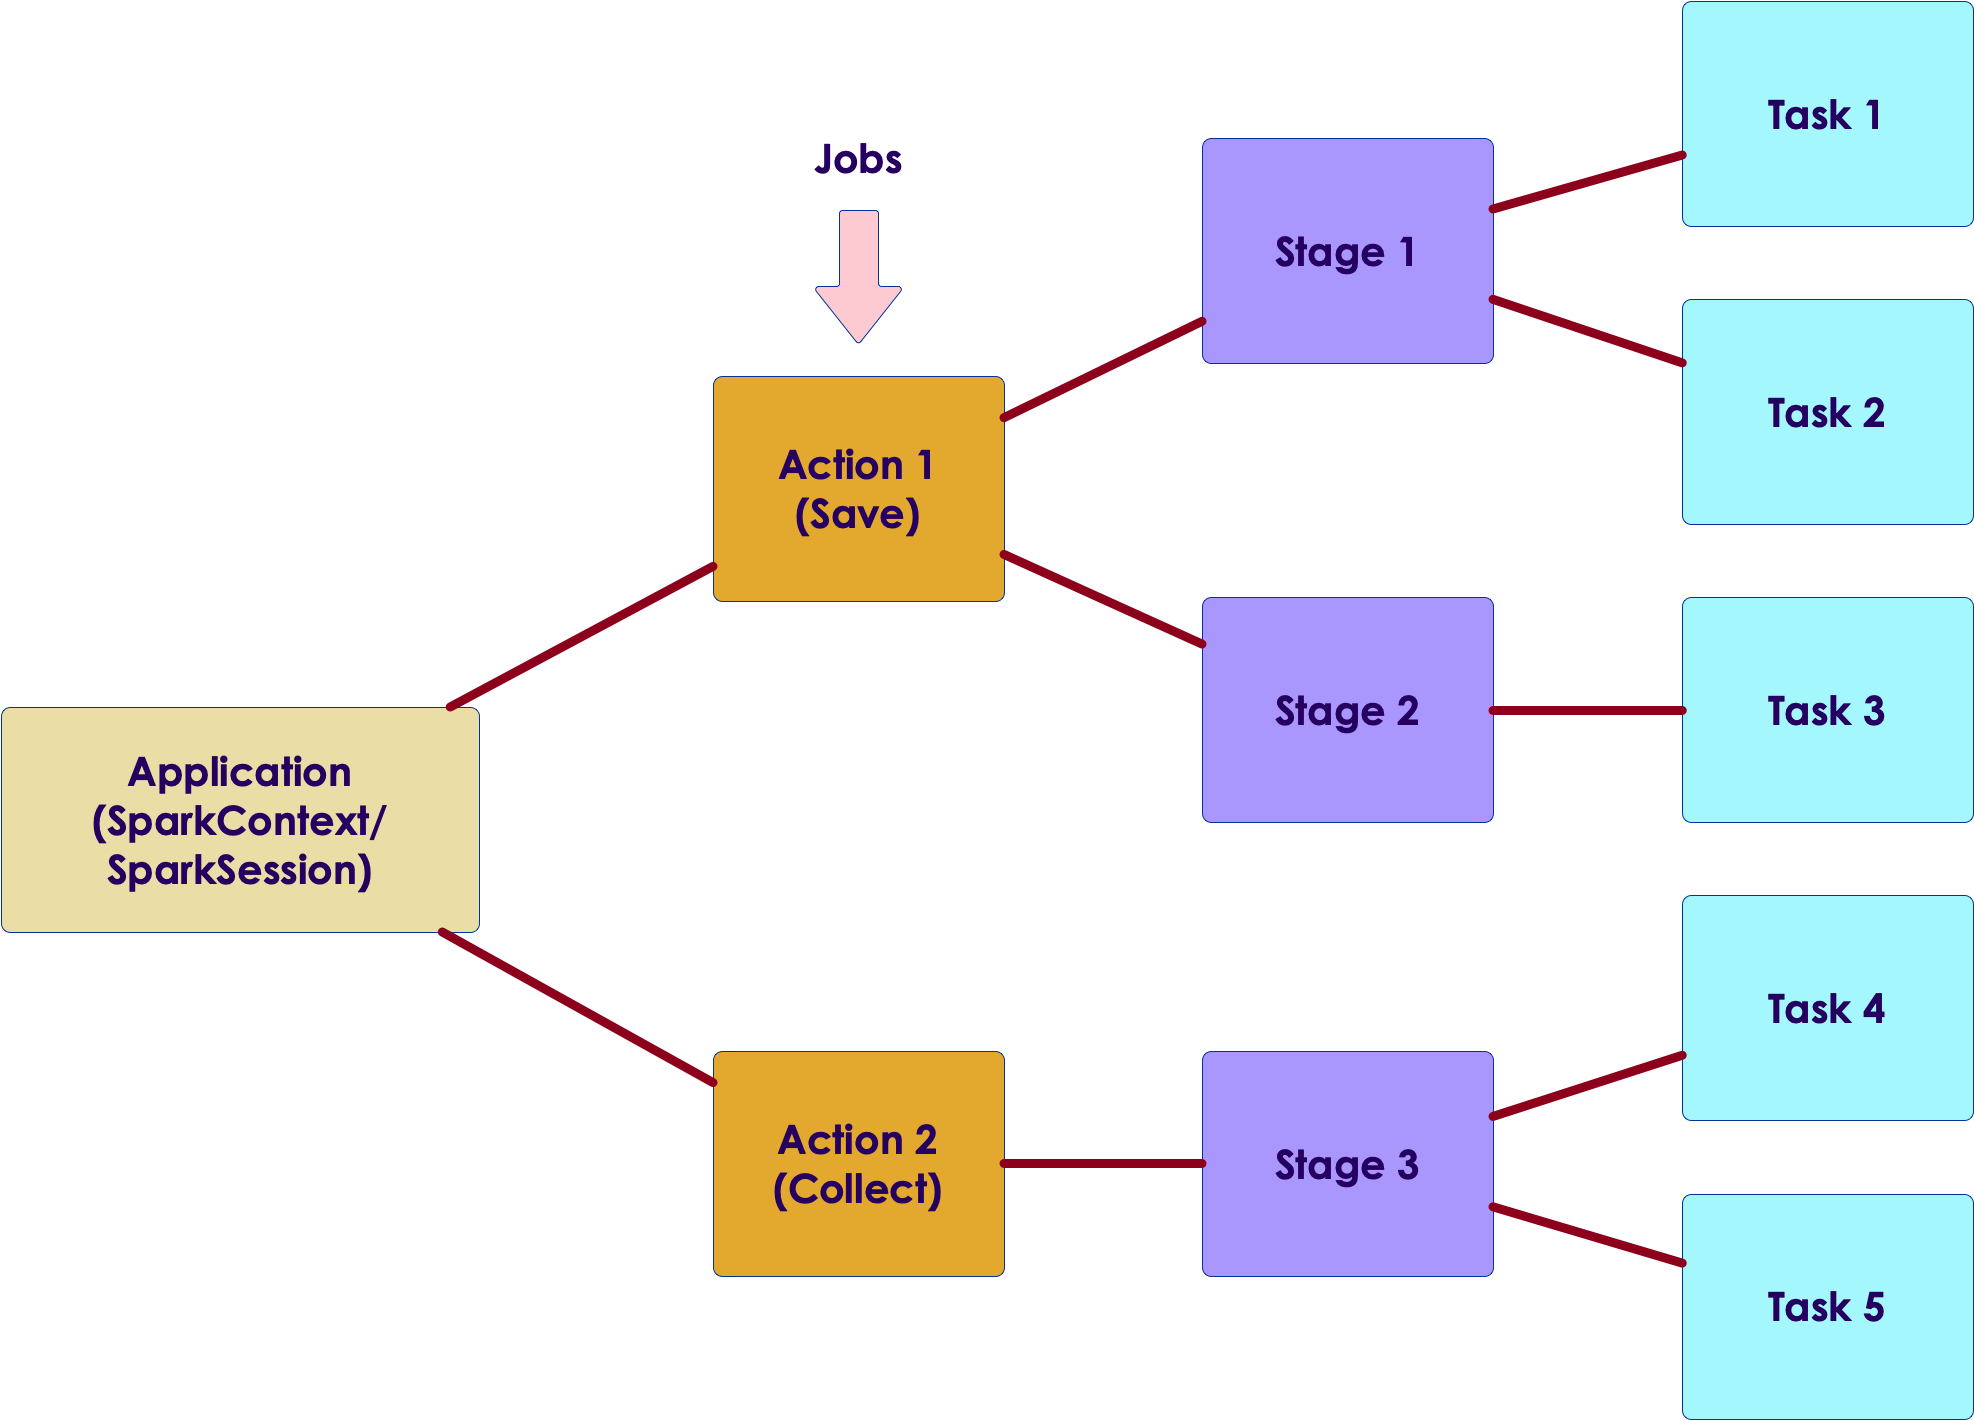 Jobs
Application
(SparkContext/
SparkSession)
Action 1
(Save)
Action 2
(Collect)
Stage 1
Stage 2
Stage 3
Task 1
Task 2
Task 3
Task 4
Task 5